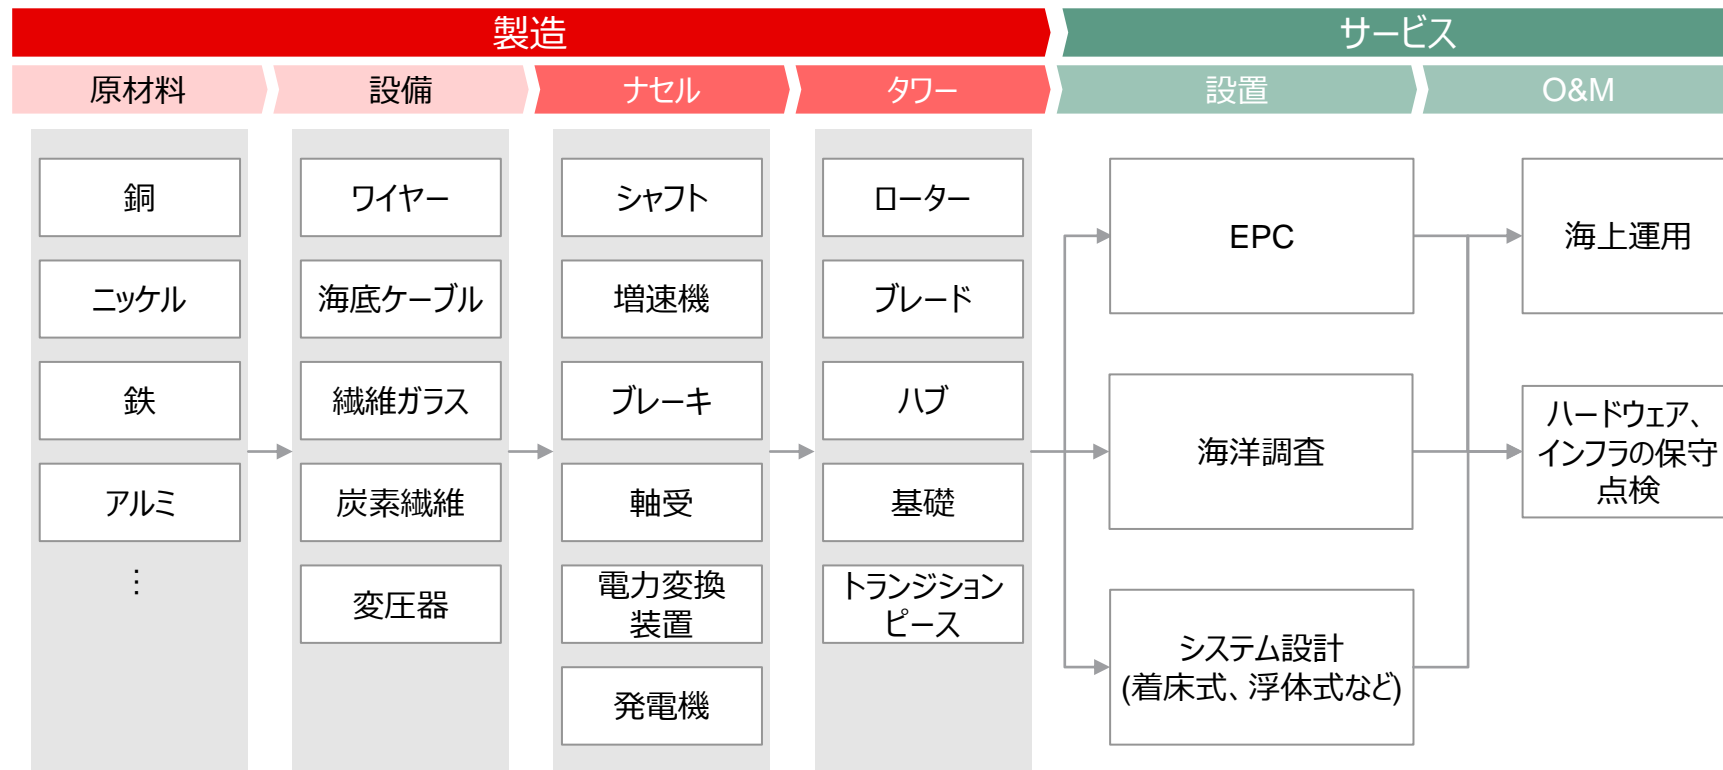 製造
サービス
原材料
設備
ナセル
タワー
設置
O&M
銅
ニッケル
鉄
アルミ
⋮
ワイヤー
海底ケーブル
繊維ガラス
炭素繊維
変圧器
シャフト
増速機
ブレーキ
軸受
電力変換
装置
発電機
ローター
ブレード
ハブ
基礎
トランジション
ピース
EPC
海洋調査
システム設計
(着床式、浮体式など)
海上運用
ハードウェア、
インフラの保守
点検